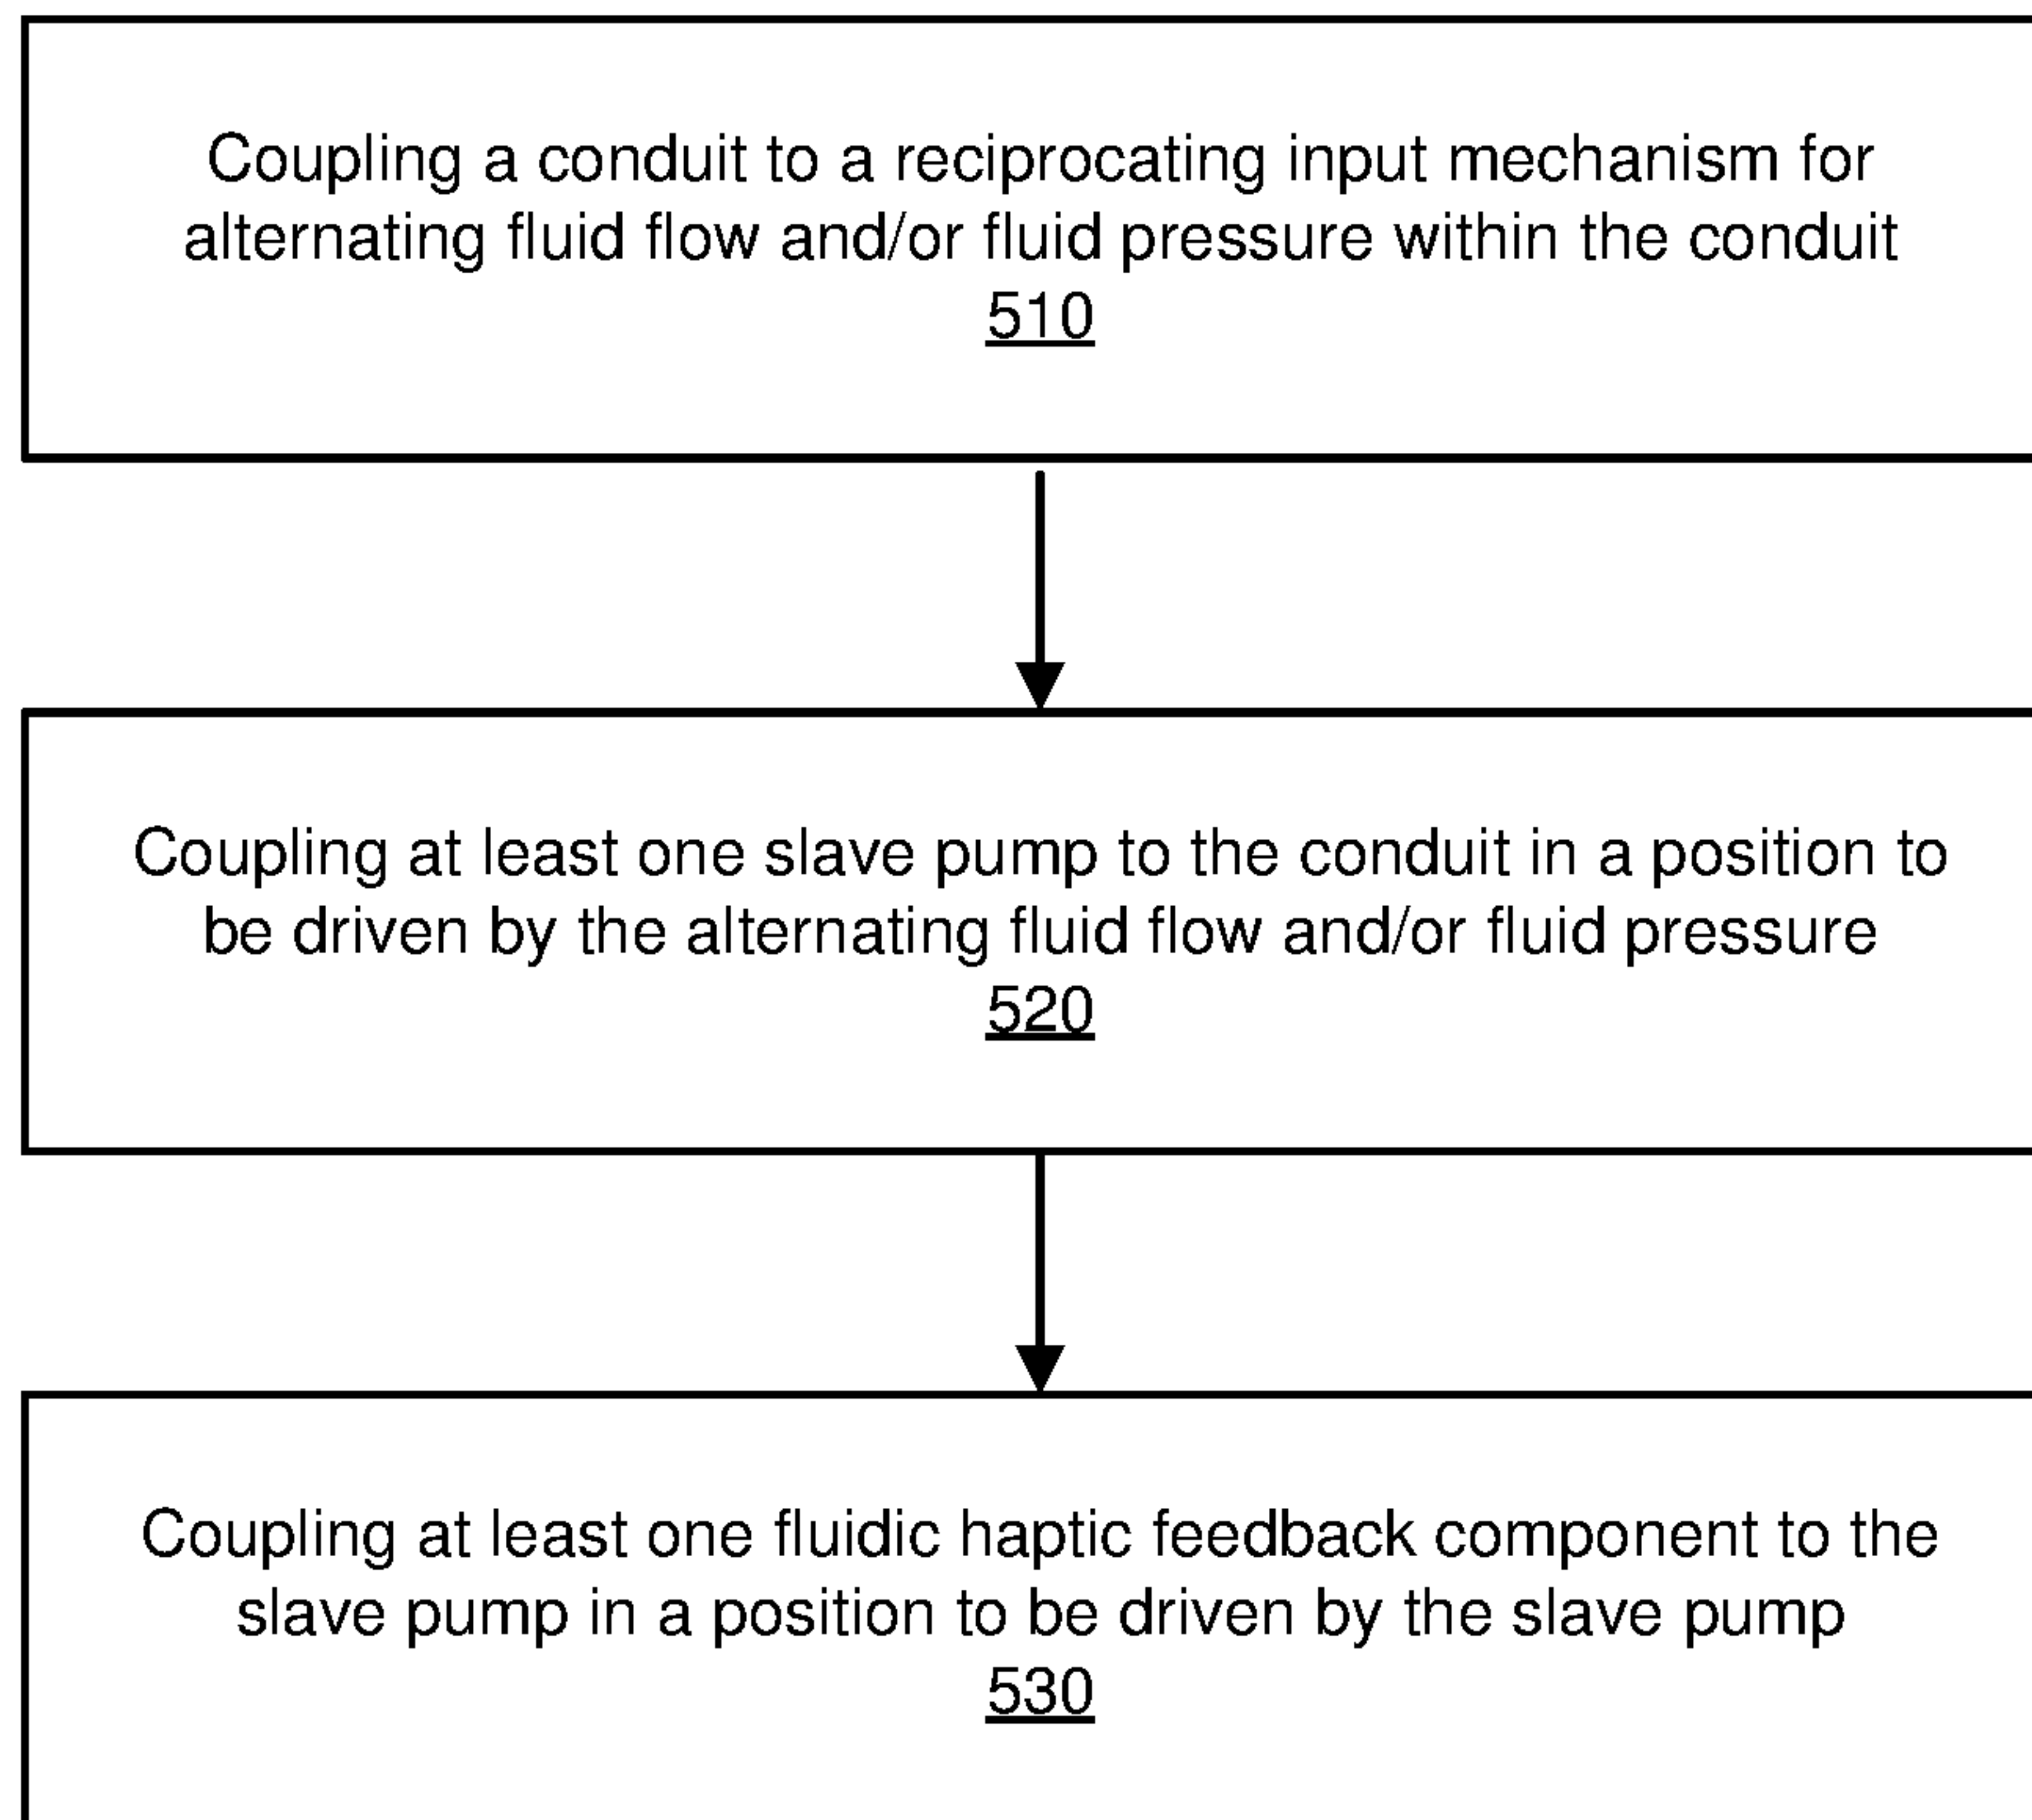 Coupling a conduit to a reciprocating input mechanism for
alternating fluid flow and/or fluid pressure within the conduit
510
Coupling at least one slave pump to the conduit in a position to
be driven by the alternating fluid flow and/or fluid pressure
520
Coupling at least one fluidic haptic feedback component to the
slave pump in a position to be driven by the slave pump
530